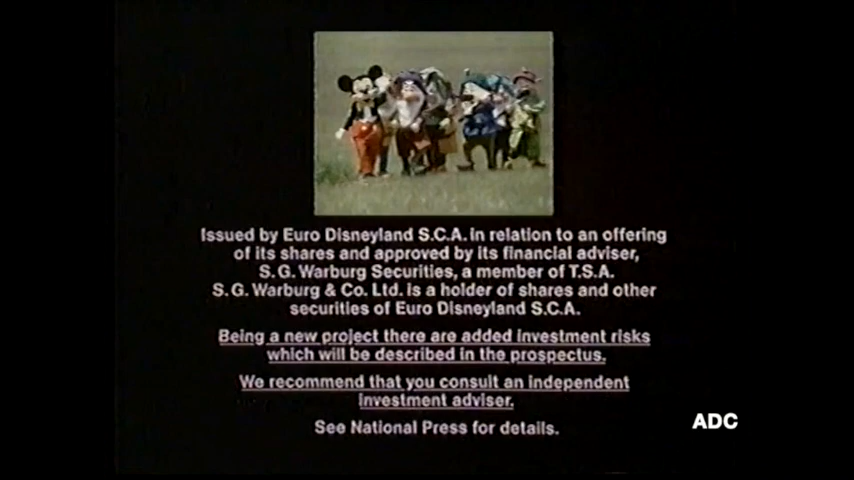 Issued by Euro Disneyland S.C.A. in relation to an offering
of its shares and approved by its financial adviser,
S.G. Warburg Securities, a member of T.S.A.
S.G. Warburg & Co. Ltd. is a holder of shares and other
securities of Euro Disneyland S.C.A.
Being a new project there are added investment risks
which will be described in the prospectus.
We recommend that you consult an independent
investment adviser.
See National Press for details.
ADC